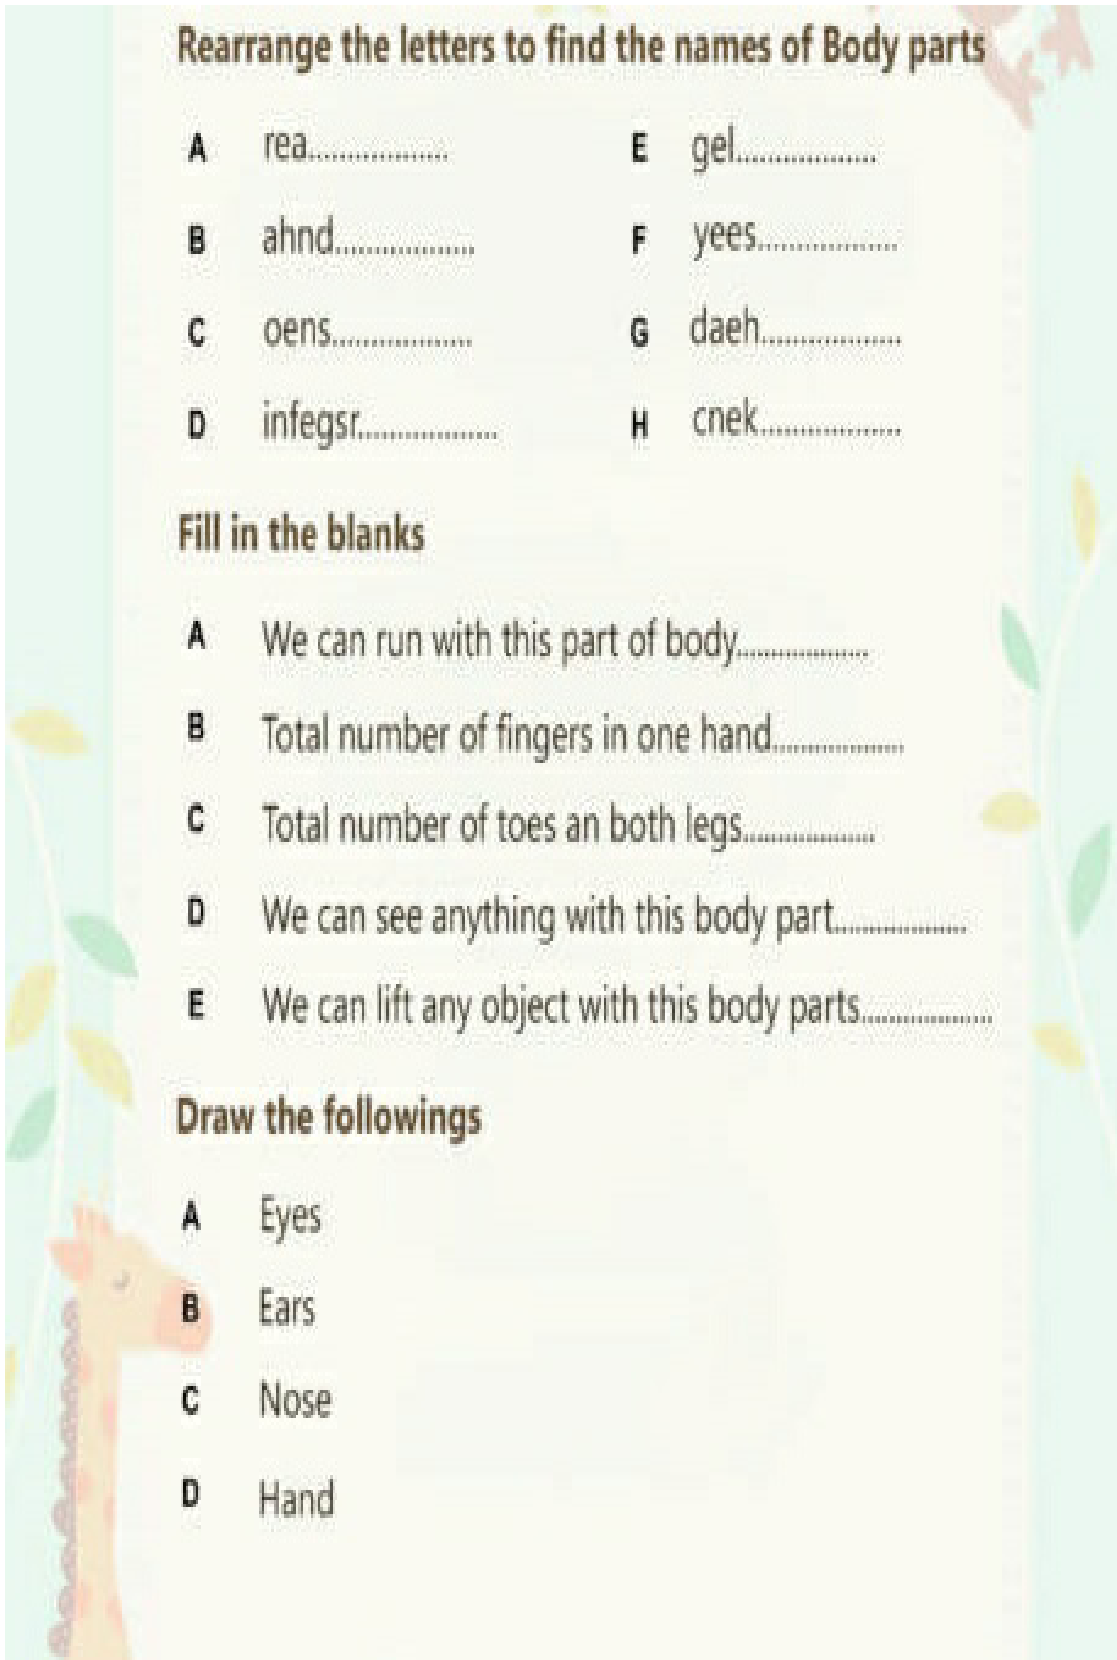 Rearrange the letters to find the names of Body parts
A rea..................
E gel..................
B ahnd..................
F yees..................
C oens..................
G daeh..................
D infegsr..................
H cnek..................
Fill in the blanks
A We can run with this part of body..................
B Total number of fingers in one hand..................
C Total number of toes an both legs..................
D We can see anything with this body part..................
E We can lift any object with this body parts..................
Draw the followings
A Eyes
B Ears
C Nose
D Hand